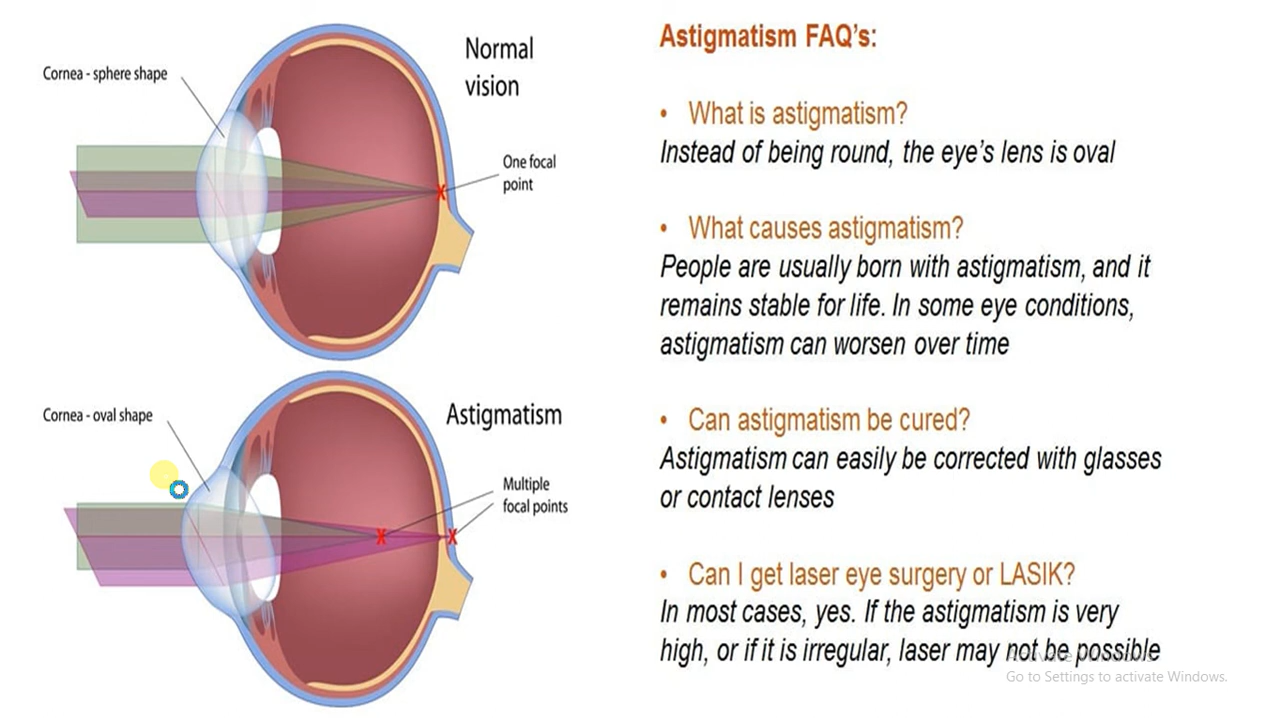 Normal
vision
Cornea - sphere shape
One focal
point
Astigmatism
Cornea - oval shape
Multiple
focal points
Astigmatism FAQ's:
• What is astigmatism?
Instead of being round, the eye's lens is oval
• What causes astigmatism?
People are usually born with astigmatism, and it
remains stable for life. In some eye conditions,
astigmatism can worsen over time
• Can astigmatism be cured?
Astigmatism can easily be corrected with glasses
or contact lenses
• Can I get laser eye surgery or LASIK?
In most cases, yes. If the astigmatism is very
high, or if it is irregular, laser may not be possible
Activate Windows
Go to Settings to activate Windows.